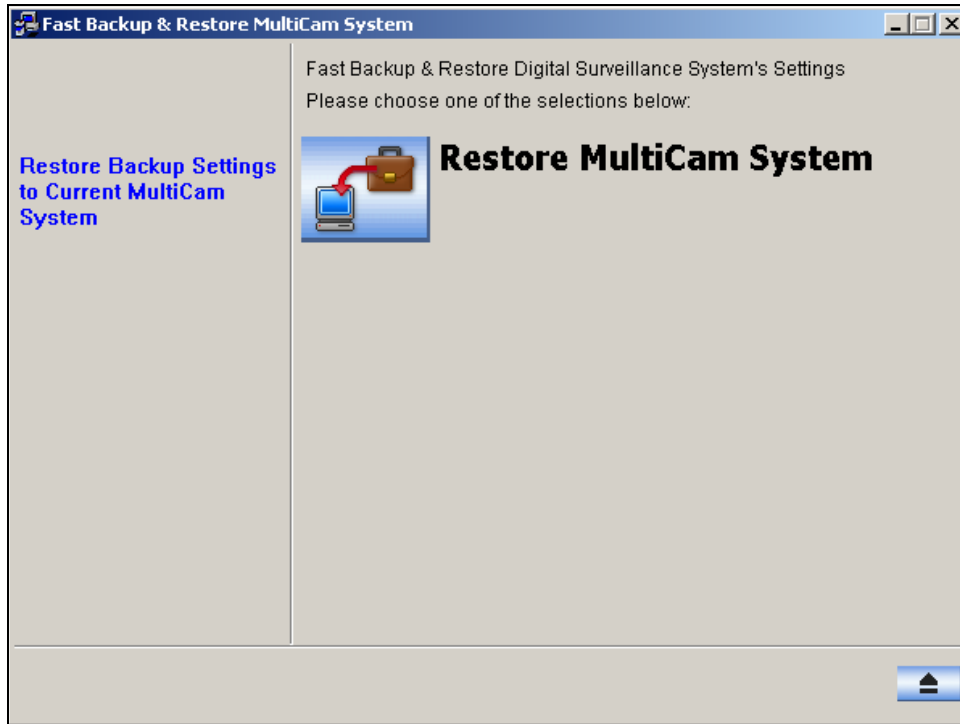 Fast Backup & Restore MultiCam System
Fast Backup & Restore Digital Surveillance System's Settings
Please choose one of the selections below:
Restore Backup Settings
to Current MultiCam
System
Restore MultiCam System